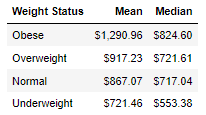 Weight Status Mean Median
Obese $1,290.96 $824.60
Overweight $917.23 $721.61
Normal $867.07 $717.04
Underweight $721.46 $553.38